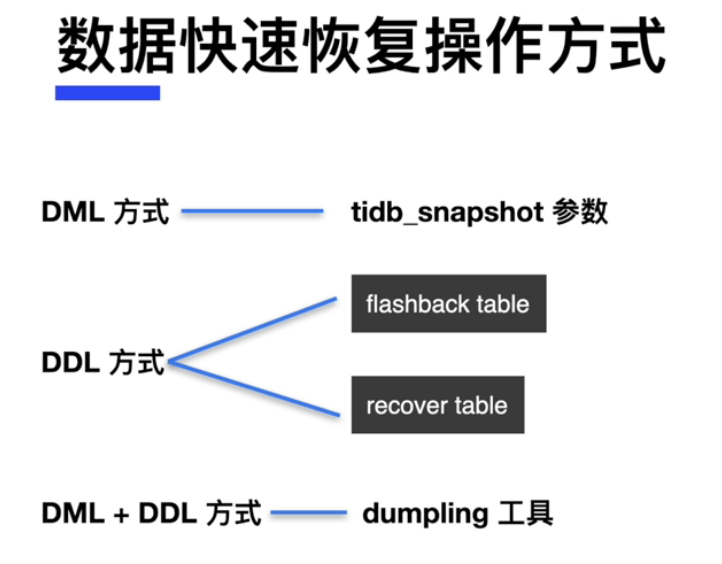 数据快速恢复操作方式
DML 方式 tidb_snapshot 参数
flashback table
DDL 方式
recover table
DML + DDL 方式 dumpling 工具